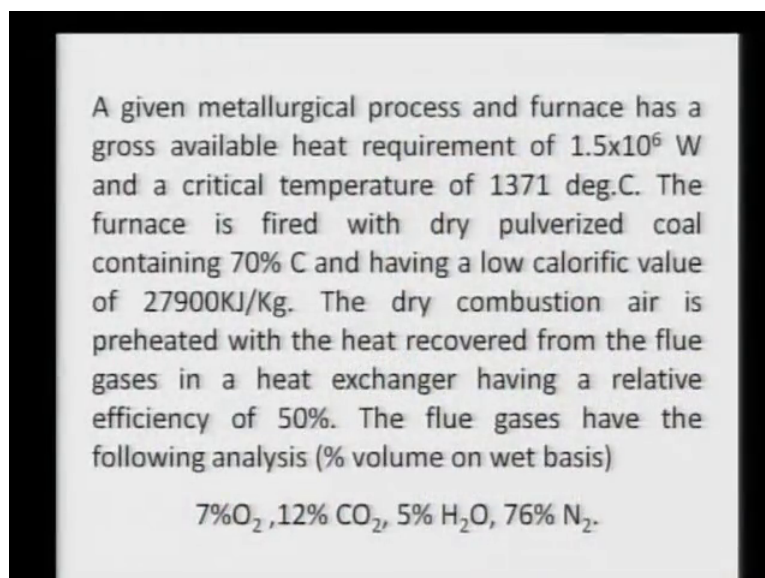 A given metallurgical process and furnace has a
gross available heat requirement of 1.5x10⁶ W
and a critical temperature of 1371 deg.C. The
furnace is fired with dry pulverized coal
containing 70% C and having a low calorific value
of 27900KJ/Kg. The dry combustion air is
preheated with the heat recovered from the flue
gases in a heat exchanger having a relative
efficiency of 50%. The flue gases have the
following analysis (% volume on wet basis)
7%O₂ ,12% CO₂, 5% H₂O, 76% N₂.